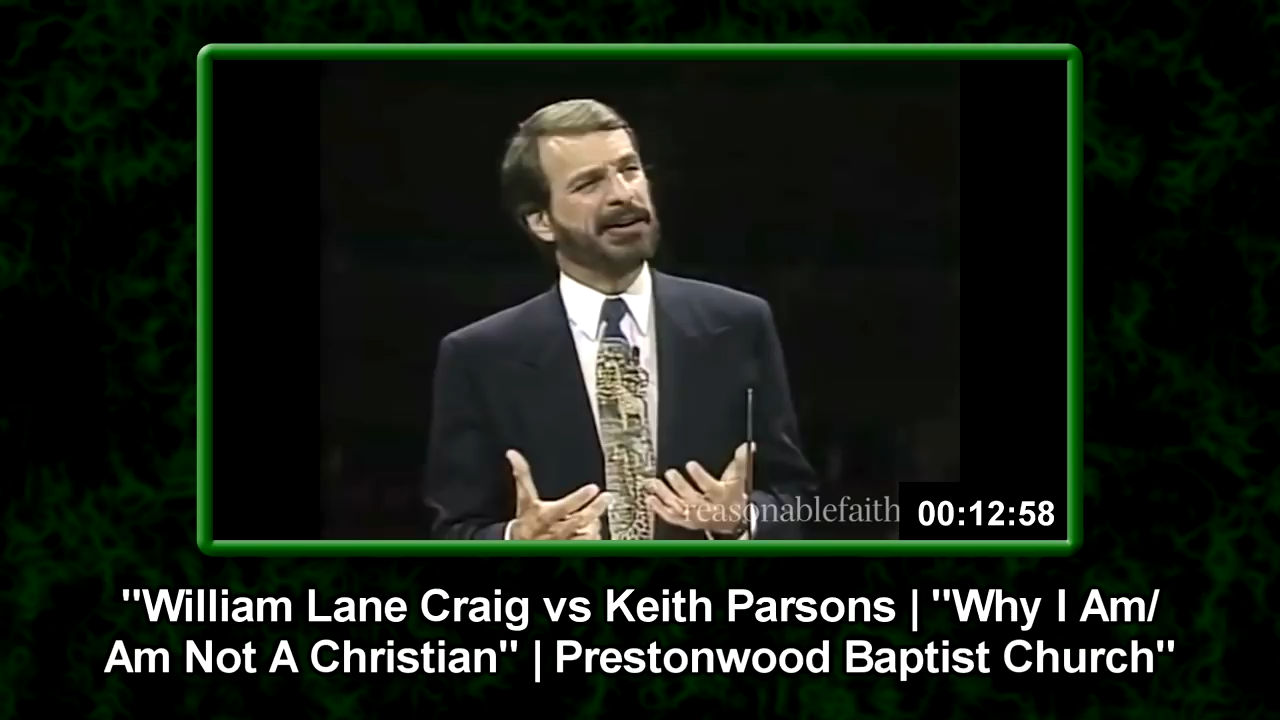 reasonablefaith
00:12:58
"William Lane Craig vs Keith Parsons | "Why I Am/
Am Not A Christian" | Prestonwood Baptist Church"